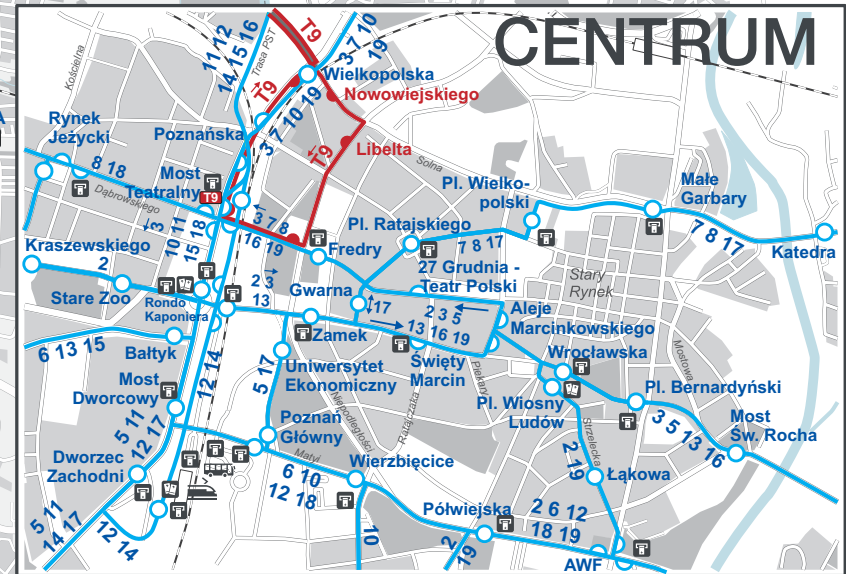 CENTRUM
11 12
14 15 16
Trasa PST
T9
3 7 10
19
Kościelna
Wielkopolska
T9
Nowowiejskiego
Rynek
Jeżycki
Poznańska
3 7 10 19
Libelta
T9
Solna
8 18
Most
Teatralny
T9
Dąbrowskiego
Pl. Wielko-
polski
Małe
Garbary
3
10 11
15 18
3 7 8
16 19
Pl. Ratajskiego
7 8 17
7 8 17
Katedra
Kraszewskiego
2
Fredry
Stare Zoo
Rondo
Kaponiera
2 3
13
Gwarna
27 Grudnia -
Teatr Polski
Stary
Rynek
17
2 3 5
13 16 19
Aleje
Marcinkowskiego
Zamek
6 13 15
Bałtyk
12 14
Święty
Marcin
Piekary
Wrocławska
Mostowa
5 17
Uniwersytet
Ekonomiczny
Most
Dworcowy
Niepodległości
Ratajczaka
Pl. Wiosny
Ludów
Pl. Bernardyński
3 5 13 16
Most
Św. Rocha
5 11
12 17
Poznań
Główny
Strzelecka
2 19
Dworzec
Zachodni
Matyi
6 10
12 18
Wierzbięcice
Łąkowa
5 11
14 17
12 14
10
Półwiejska
2 6 12
18 19
2
19
AWF
A